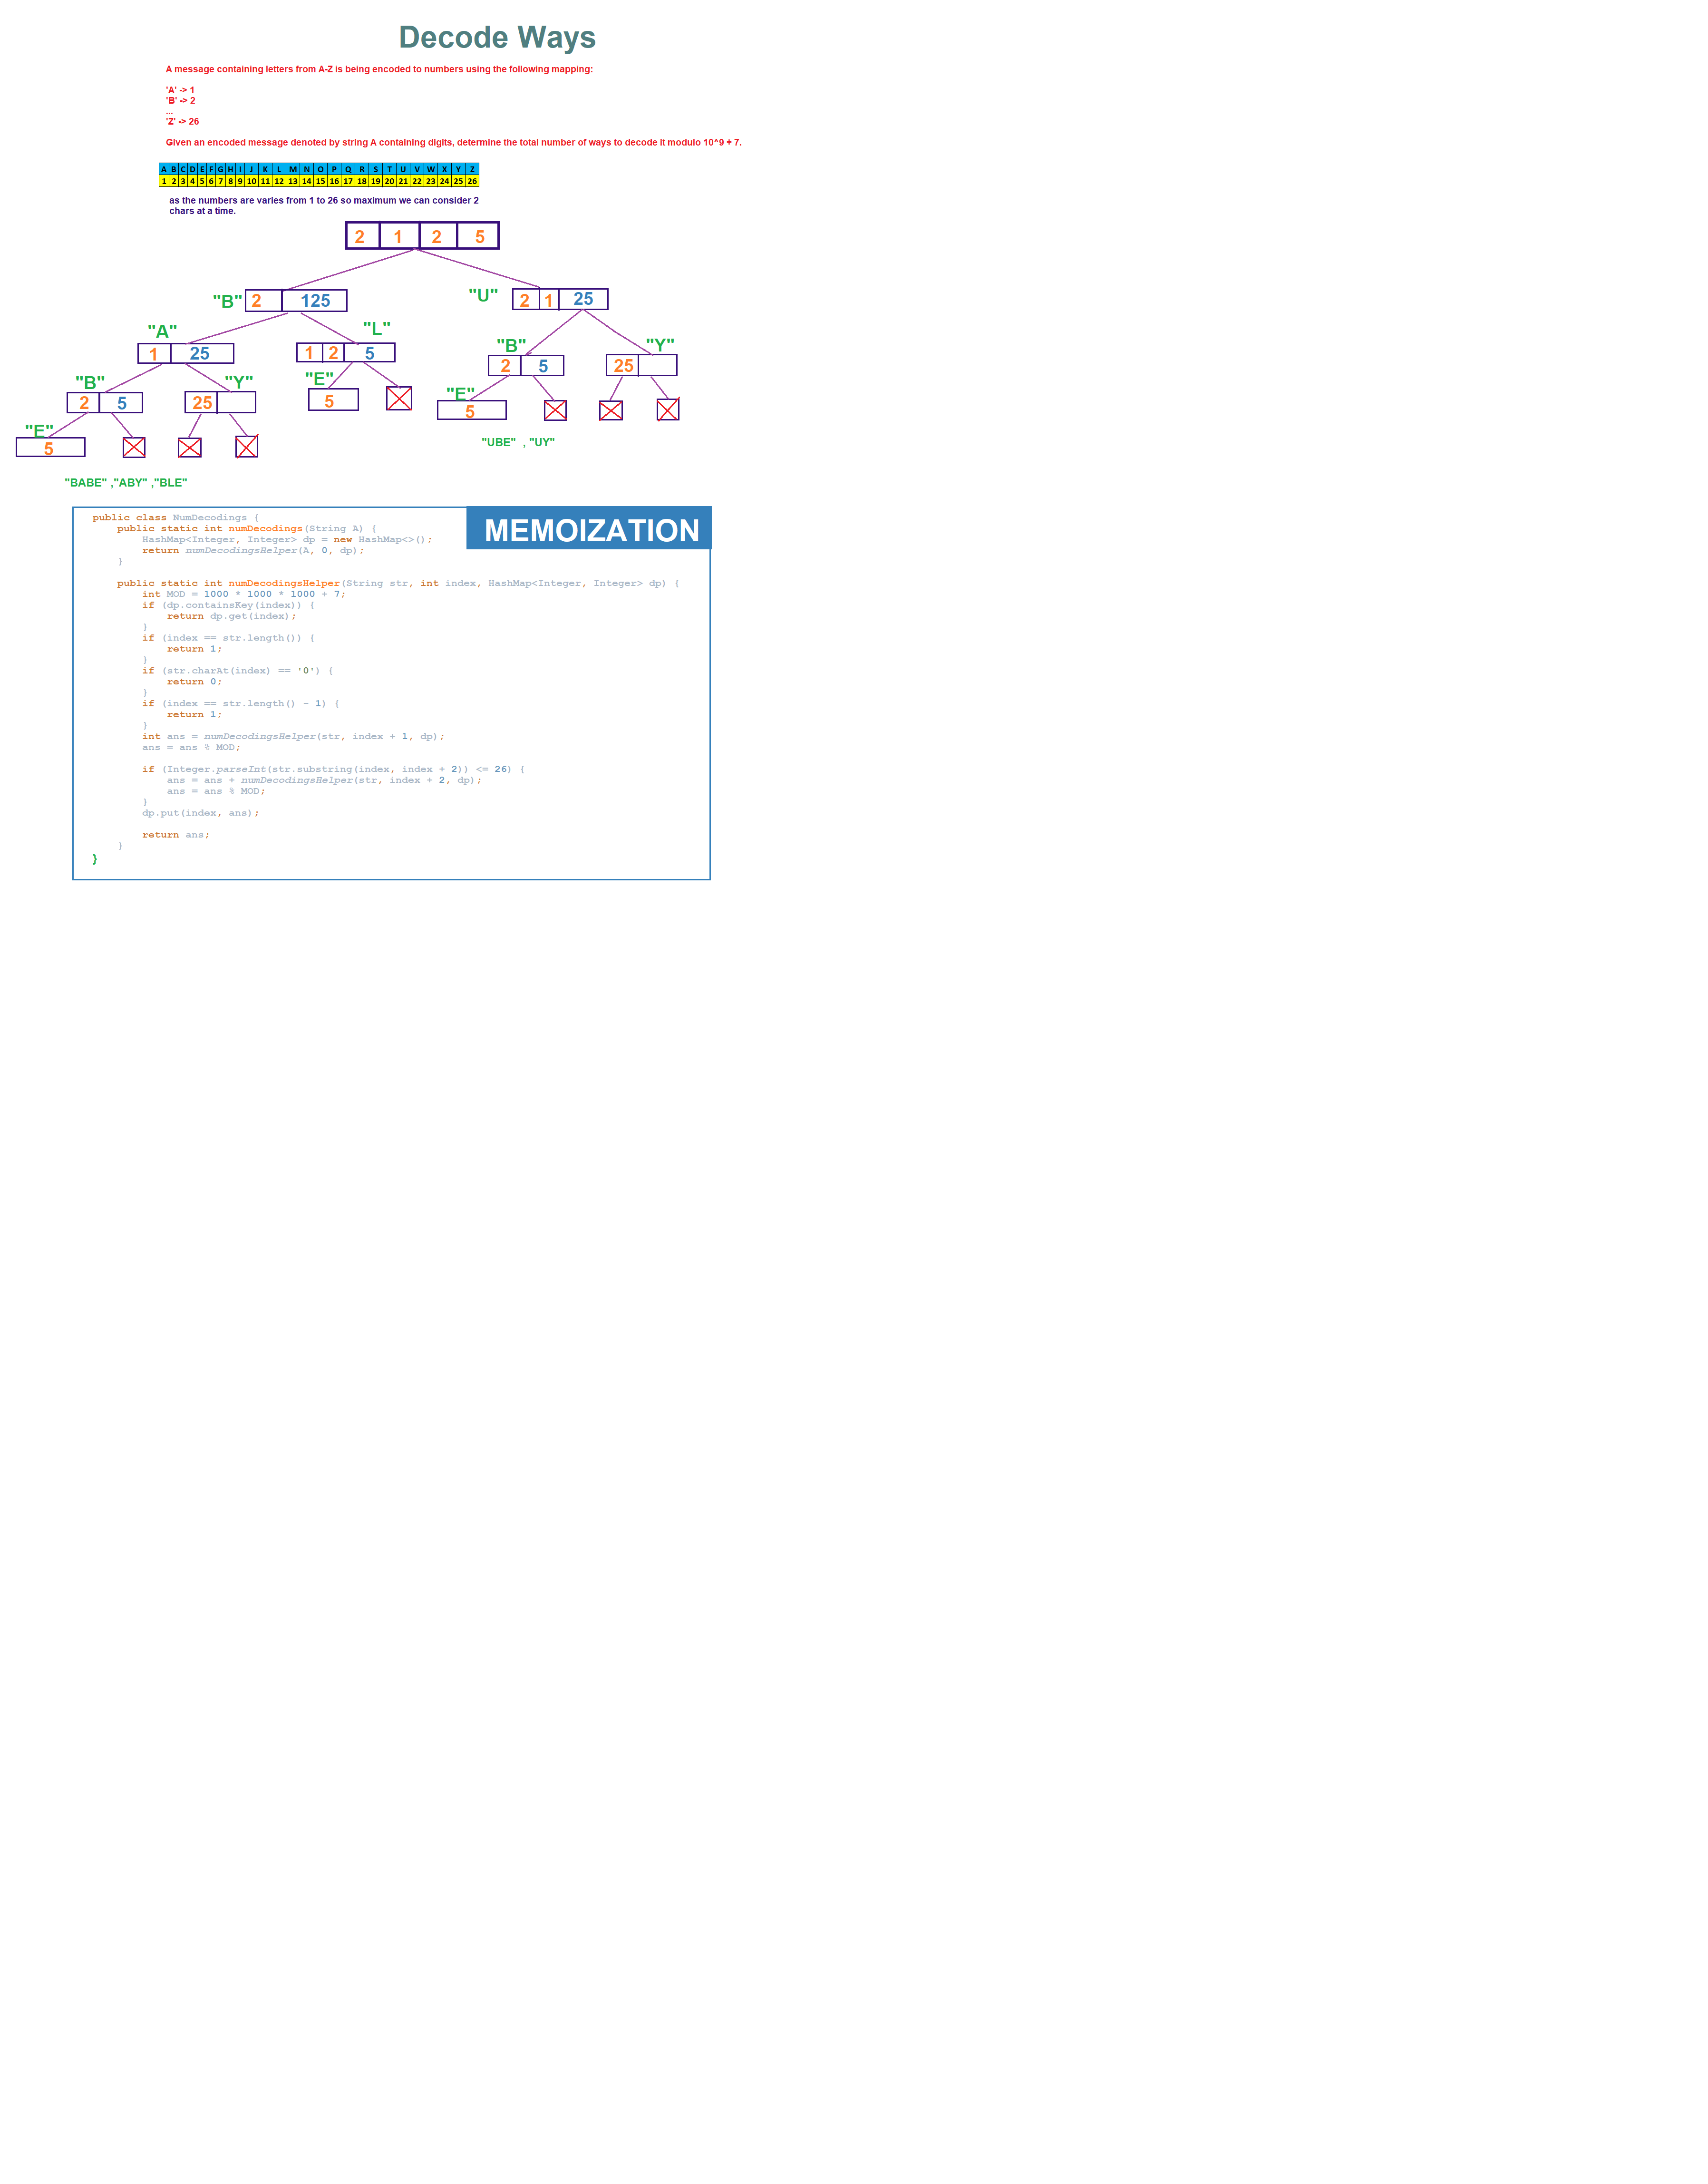 Decode Ways
A message containing letters from A-Z is being encoded to numbers using the following mapping:
'A' -> 1
'B' -> 2
...
'Z' -> 26
Given an encoded message denoted by string A containing digits, determine the total number of ways to decode it modulo 10^9 + 7.
A B C D E F G H I J K L M N O P Q R S T U V W X Y Z
1 2 3 4 5 6 7 8 9 10 11 12 13 14 15 16 17 18 19 20 21 22 23 24 25 26
as the numbers are varies from 1 to 26 so maximum we can consider 2
chars at a time.
2 1 2 5
"B" 2 125
"U" 2 1 25
"A"
"L"
1 25
1 2 5
"B"
"Y"
2 5
25
"B"
"Y"
"E"
2 5
25
5
"E"
5
"E"
5
"UBE" , "UY"
"BABE" ,"ABY" ,"BLE"
MEMOIZATION
public class NumDecodings {
public static int numDecodings(String A) {
HashMap<Integer, Integer> dp = new HashMap<>();
return numDecodingsHelper(A, 0, dp);
}
public static int numDecodingsHelper(String str, int index, HashMap<Integer, Integer> dp) {
int MOD = 1000 * 1000 * 1000 + 7;
if (dp.containsKey(index)) {
return dp.get(index);
}
if (index == str.length()) {
return 1;
}
if (str.charAt(index) == '0') {
return 0;
}
if (index == str.length() - 1) {
return 1;
}
int ans = numDecodingsHelper(str, index + 1, dp);
ans = ans % MOD;
if (Integer.parseInt(str.substring(index, index + 2)) <= 26) {
ans = ans + numDecodingsHelper(str, index + 2, dp);
ans = ans % MOD;
}
dp.put(index, ans);
return ans;
}
}